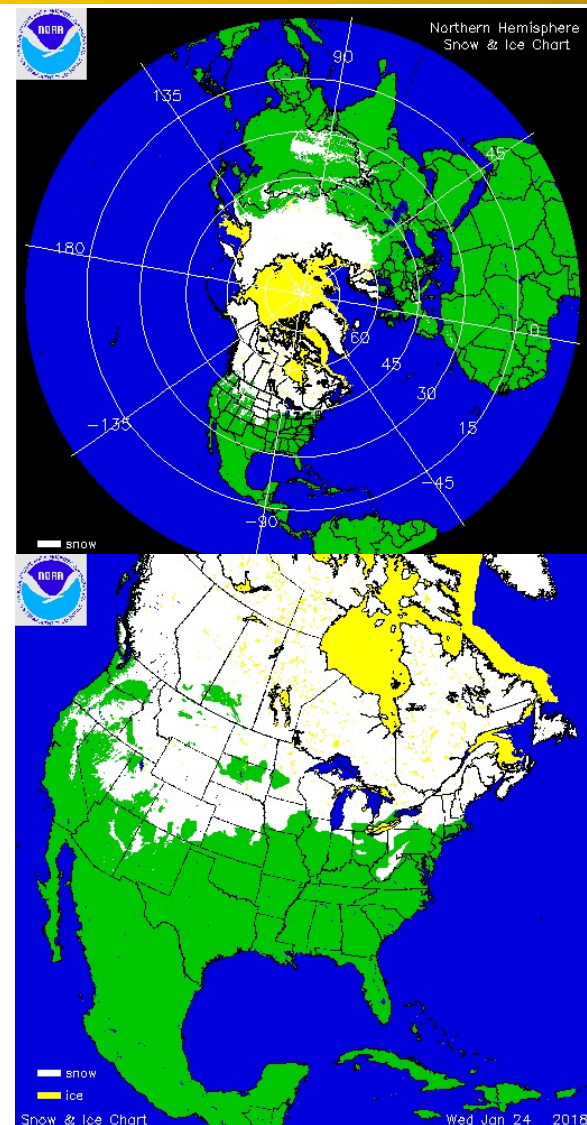 NOAA
Northern Hemisphere
Snow & Ice Chart
90
135
45
180
0
60
45
30
15
-135
-45
-90
snow
NOAA
snow
ice
Snow & Ice Chart
Wed Jan 24 2018